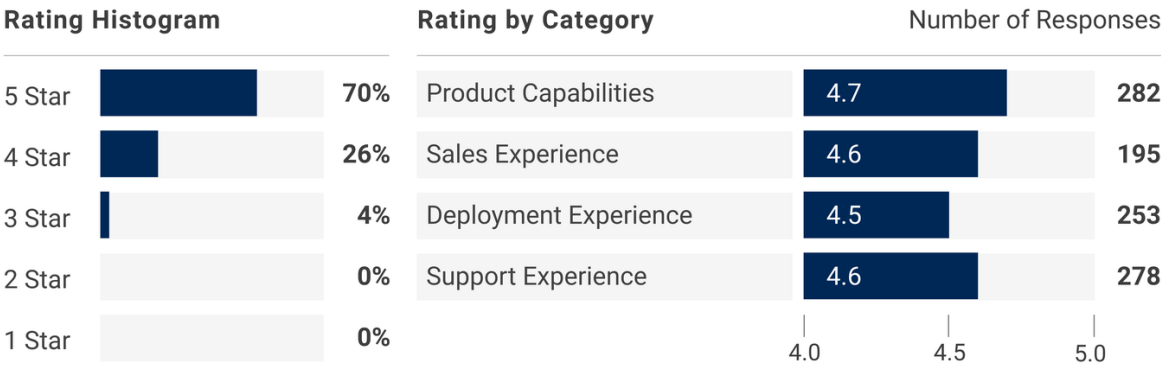 Rating Histogram
5 Star 70%
4 Star 26%
3 Star 4%
2 Star 0%
1 Star 0%
Rating by Category Number of Responses
Product Capabilities 4.7 282
Sales Experience 4.6 195
Deployment Experience 4.5 253
Support Experience 4.6 278
4.0 4.5 5.0